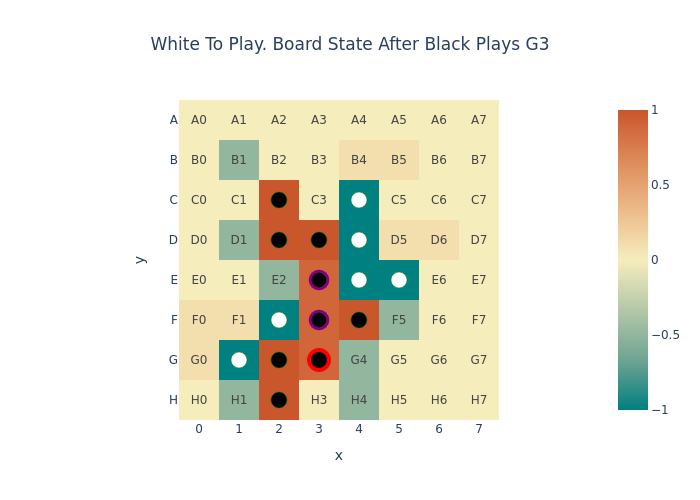 White To Play. Board State After Black Plays G3
A A0 A1 A2 A3 A4 A5 A6 A7
B B0 B1 B2 B3 B4 B5 B6 B7
C C0 C1 C3 C5 C6 C7
D D0 D1 D5 D6 D7
E E0 E1 E2 E6 E7
F F0 F1 F5 F6 F7
G G0 G4 G5 G6 G7
H H0 H1 H3 H4 H5 H6 H7
0 1 2 3 4 5 6 7
x
y
1
0.5
0
−0.5
−1